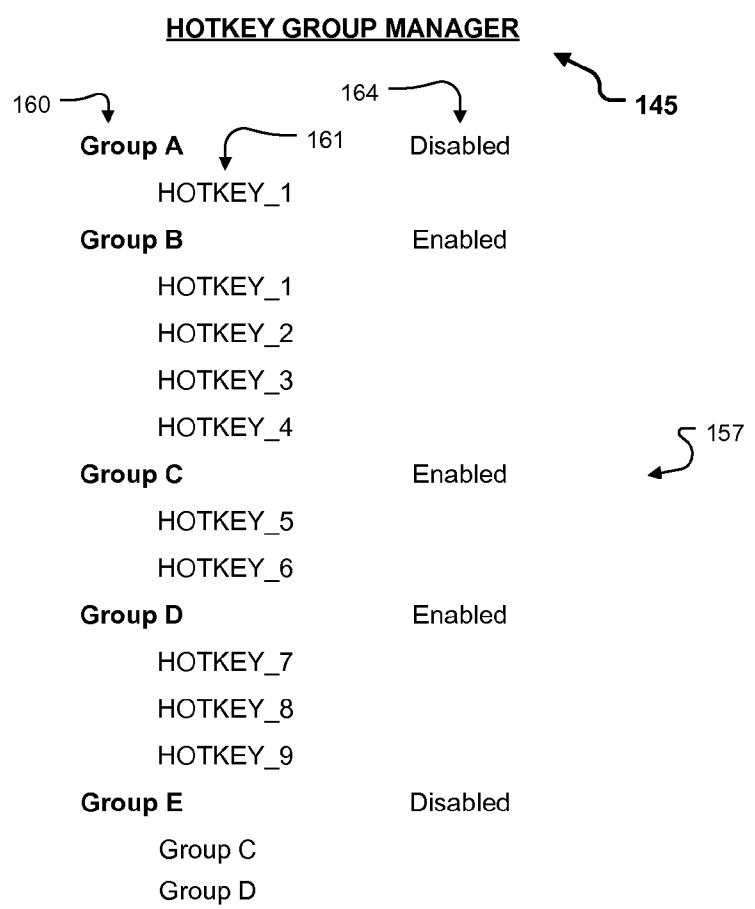 HOTKEY GROUP MANAGER
145
160
164
Group A Disabled
161
HOTKEY_1
Group B Enabled
HOTKEY_1
HOTKEY_2
HOTKEY_3
HOTKEY_4
157
Group C Enabled
HOTKEY_5
HOTKEY_6
Group D Enabled
HOTKEY_7
HOTKEY_8
HOTKEY_9
Group E Disabled
Group C
Group D